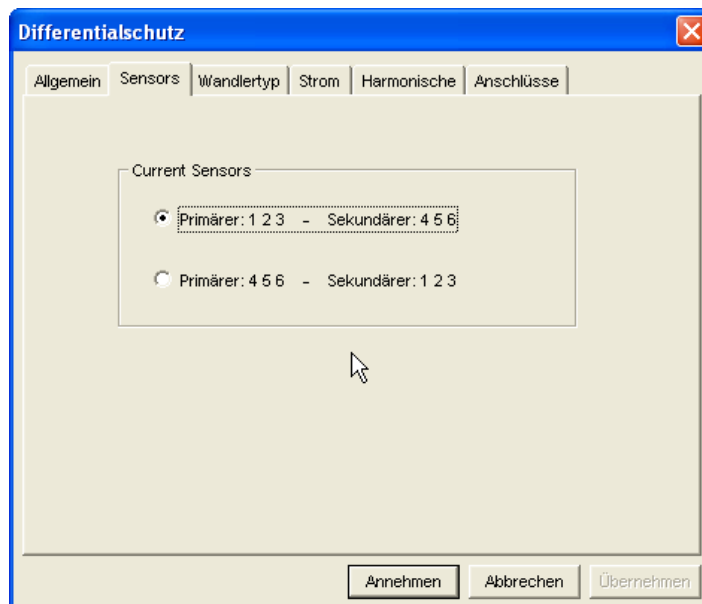 Differentialschutz
Allgemein Sensors Wandlertyp Strom Harmonische Anschlüsse
Current Sensors
Primärer: 1 2 3 - Sekundärer: 4 5 6
Primärer: 4 5 6 - Sekundärer: 1 2 3
Annehmen Abbrechen Übernehmen